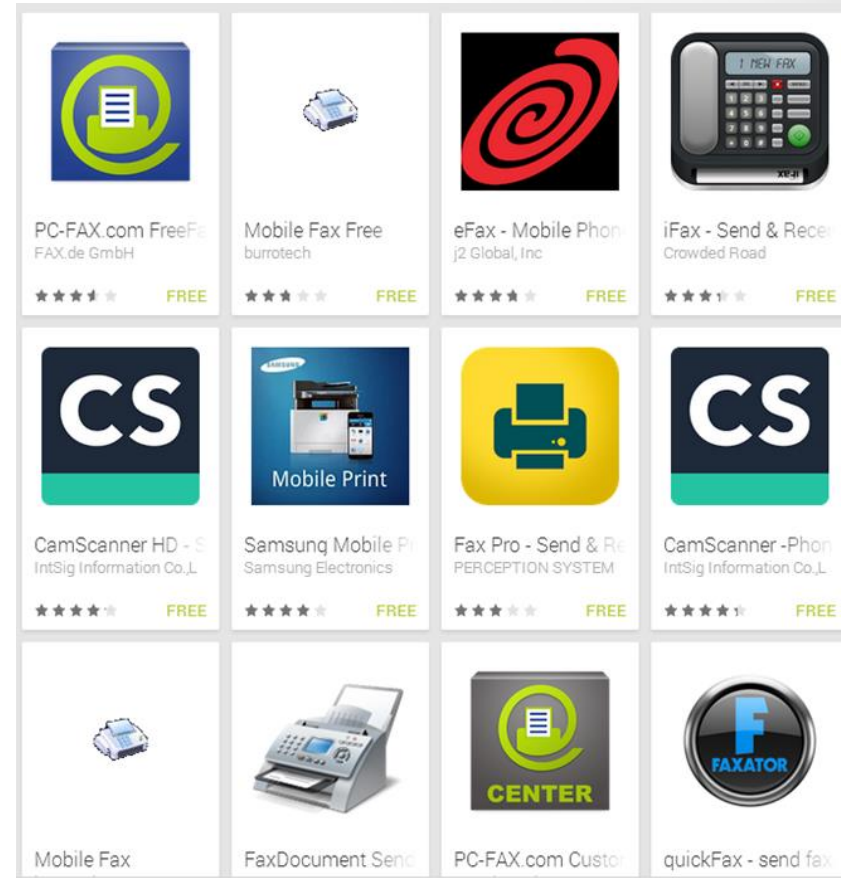 PC-FAX.com FreeFa
FAX.de GmbH
FREE
Mobile Fax Free
burrotech
FREE
eFax - Mobile Phon
j2 Global, Inc
FREE
1 NEW FAX
iFax
iFax - Send & Recei
Crowded Road
FREE
CS
CamScanner HD - S
IntSig Information Co.,L
FREE
SAMSUNG
Mobile Print
Samsung Mobile Pr
Samsung Electronics
FREE
Fax Pro - Send & Re
PERCEPTION SYSTEM
FREE
CS
CamScanner -Phon
IntSig Information Co.,L
FREE
Mobile Fax
FaxDocument Send
CENTER
PC-FAX.com Custo
F
FAXATOR
quickFax - send fax